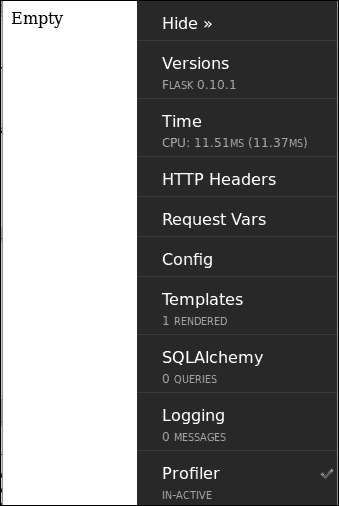 Empty
Hide »
Versions
FLASK 0.10.1
Time
CPU: 11.51MS (11.37MS)
HTTP Headers
Request Vars
Config
Templates
1 RENDERED
SQLAlchemy
0 QUERIES
Logging
0 MESSAGES
Profiler
IN-ACTIVE